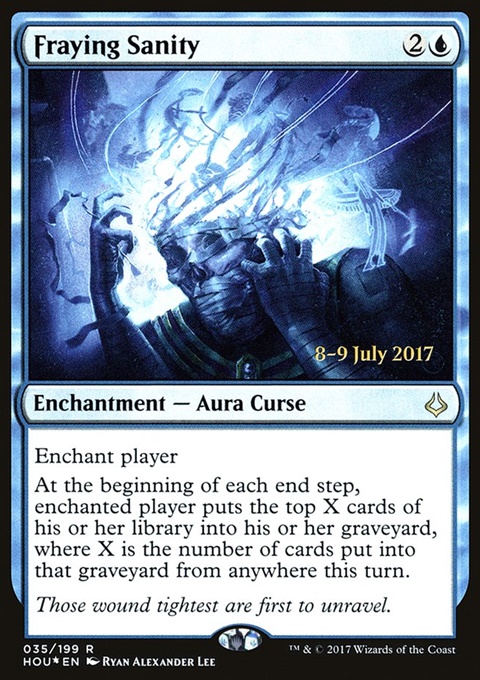 Fraying Sanity 2
8–9 July 2017
Enchantment — Aura Curse
Enchant player
At the beginning of each end step,
enchanted player puts the top X cards of
his or her library into his or her graveyard,
where X is the number of cards put into
that graveyard from anywhere this turn.
Those wound tightest are first to unravel.
035/199 R
HOU★EN Ryan Alexander Lee
™ & © 2017 Wizards of the Coast